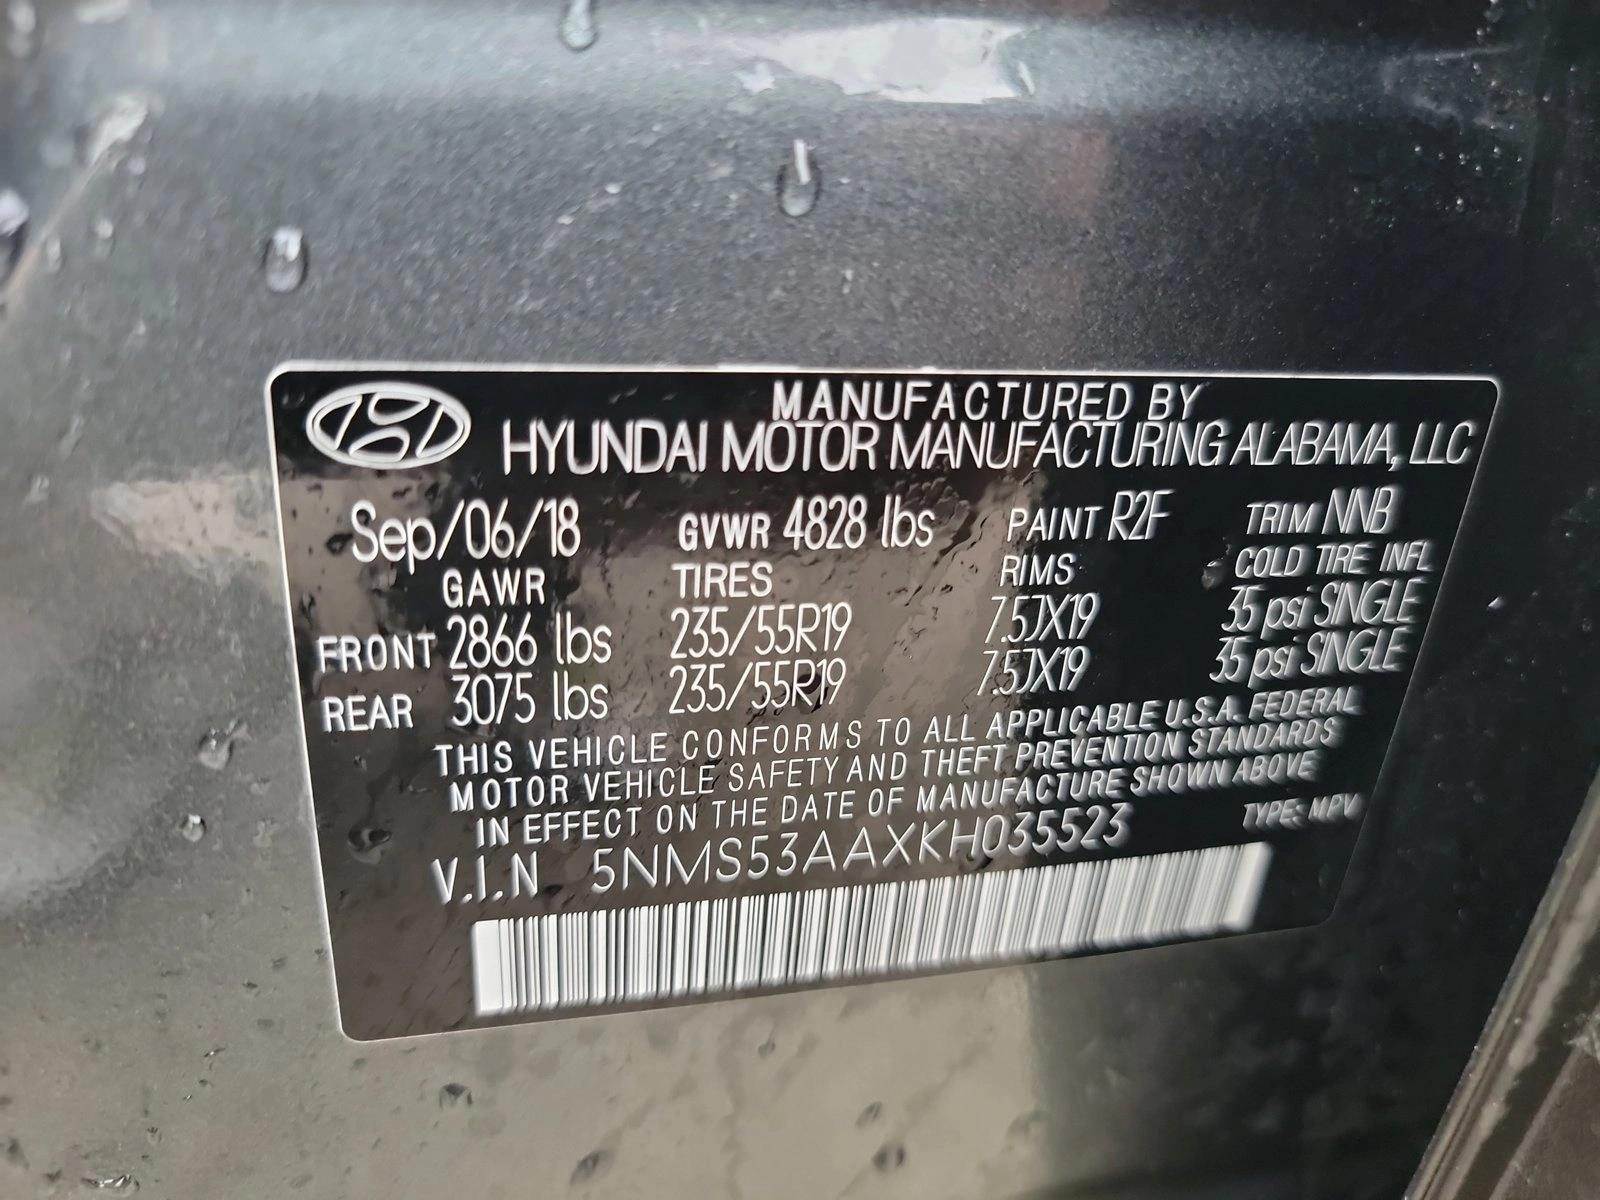 MANUFACTURED BY
HYUNDAI MOTOR MANUFACTURING ALABAMA, LLC
Sep/06/18 GVWR 4828 lbs PAINT R2F TRIM NNB
GAWR TIRES RIMS COLD TIRE INFL
FRONT 2866 lbs 235/55R19 7.5JX19 35 psi SINGLE
REAR 3075 lbs 235/55R19 7.5JX19 35 psi SINGLE
THIS VEHICLE CONFORMS TO ALL APPLICABLE U.S.A. FEDERAL
MOTOR VEHICLE SAFETY AND THEFT PREVENTION STANDARDS
IN EFFECT ON THE DATE OF MANUFACTURE SHOWN ABOVE
V.I.N 5NMS53AAXKH035523 TYPE: MPV